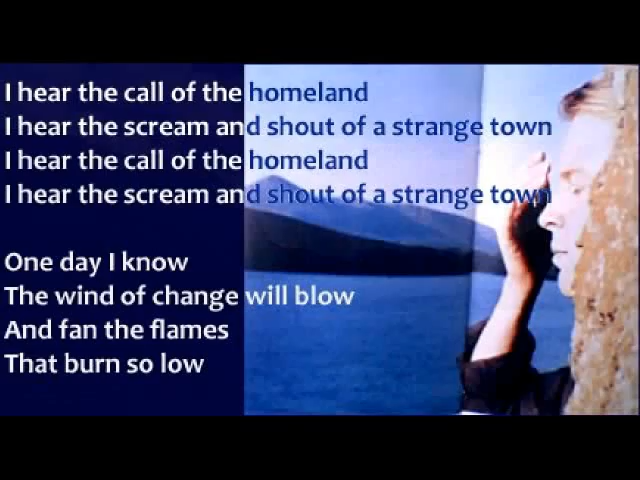 I hear the call of the homeland
I hear the scream and shout of a strange town
I hear the call of the homeland
I hear the scream and shout of a strange town
One day I know
The wind of change will blow
And fan the flames
That burn so low